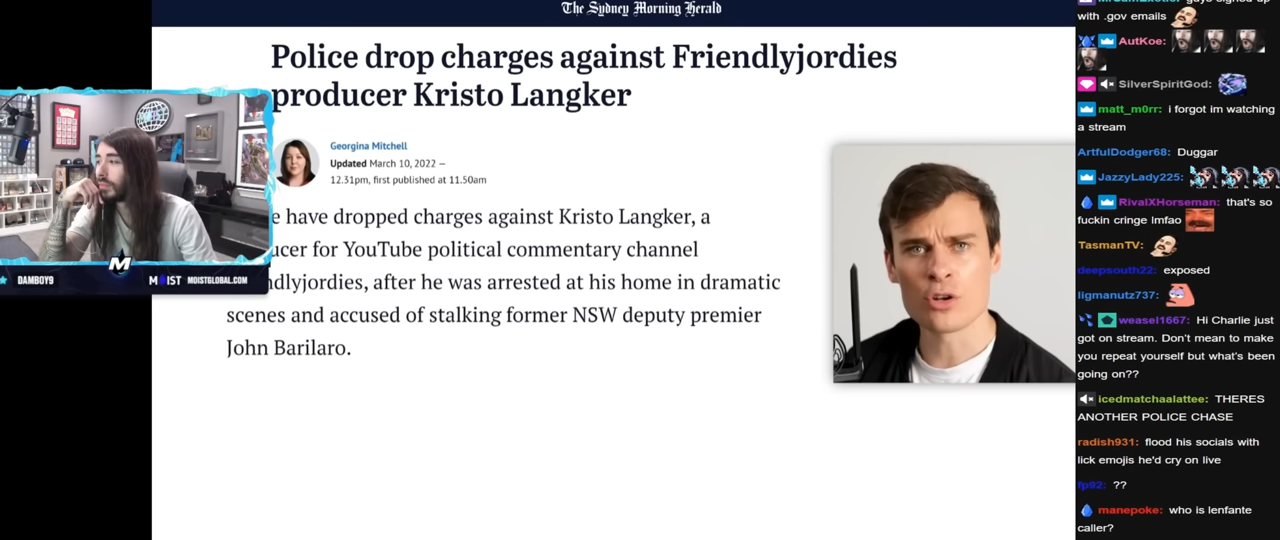 The Sydney Morning Herald
Police drop charges against Friendlyjordies
producer Kristo Langker
Georgina Mitchell
Updated March 10, 2022 –
12.31pm, first published at 11.50am
e have dropped charges against Kristo Langker, a
ucer for YouTube political commentary channel
ndlyjordies, after he was arrested at his home in dramatic
scenes and accused of stalking former NSW deputy premier
John Barilaro.
DAMBOY9
M
MOIST
MOISTGLOBAL.COM
with .gov emails
AutKoe:
SilverSpiritGod:
matt_m0rr: i forgot im watching
a stream
ArtfulDodger68: Duggar
JazzyLady225:
RivalXHorseman: that's so
fuckin cringe lmfao
TasmanTV:
deepsouth22: exposed
ligmanutz737:
weasel1667: Hi Charlie just
got on stream. Don't mean to make
you repeat yourself but what's been
going on??
icedmatchaalattee: THERES
ANOTHER POLICE CHASE
radish931: flood his socials with
lick emojis he'd cry on live
fp92: ??
manepoke: who is lenfante
caller?